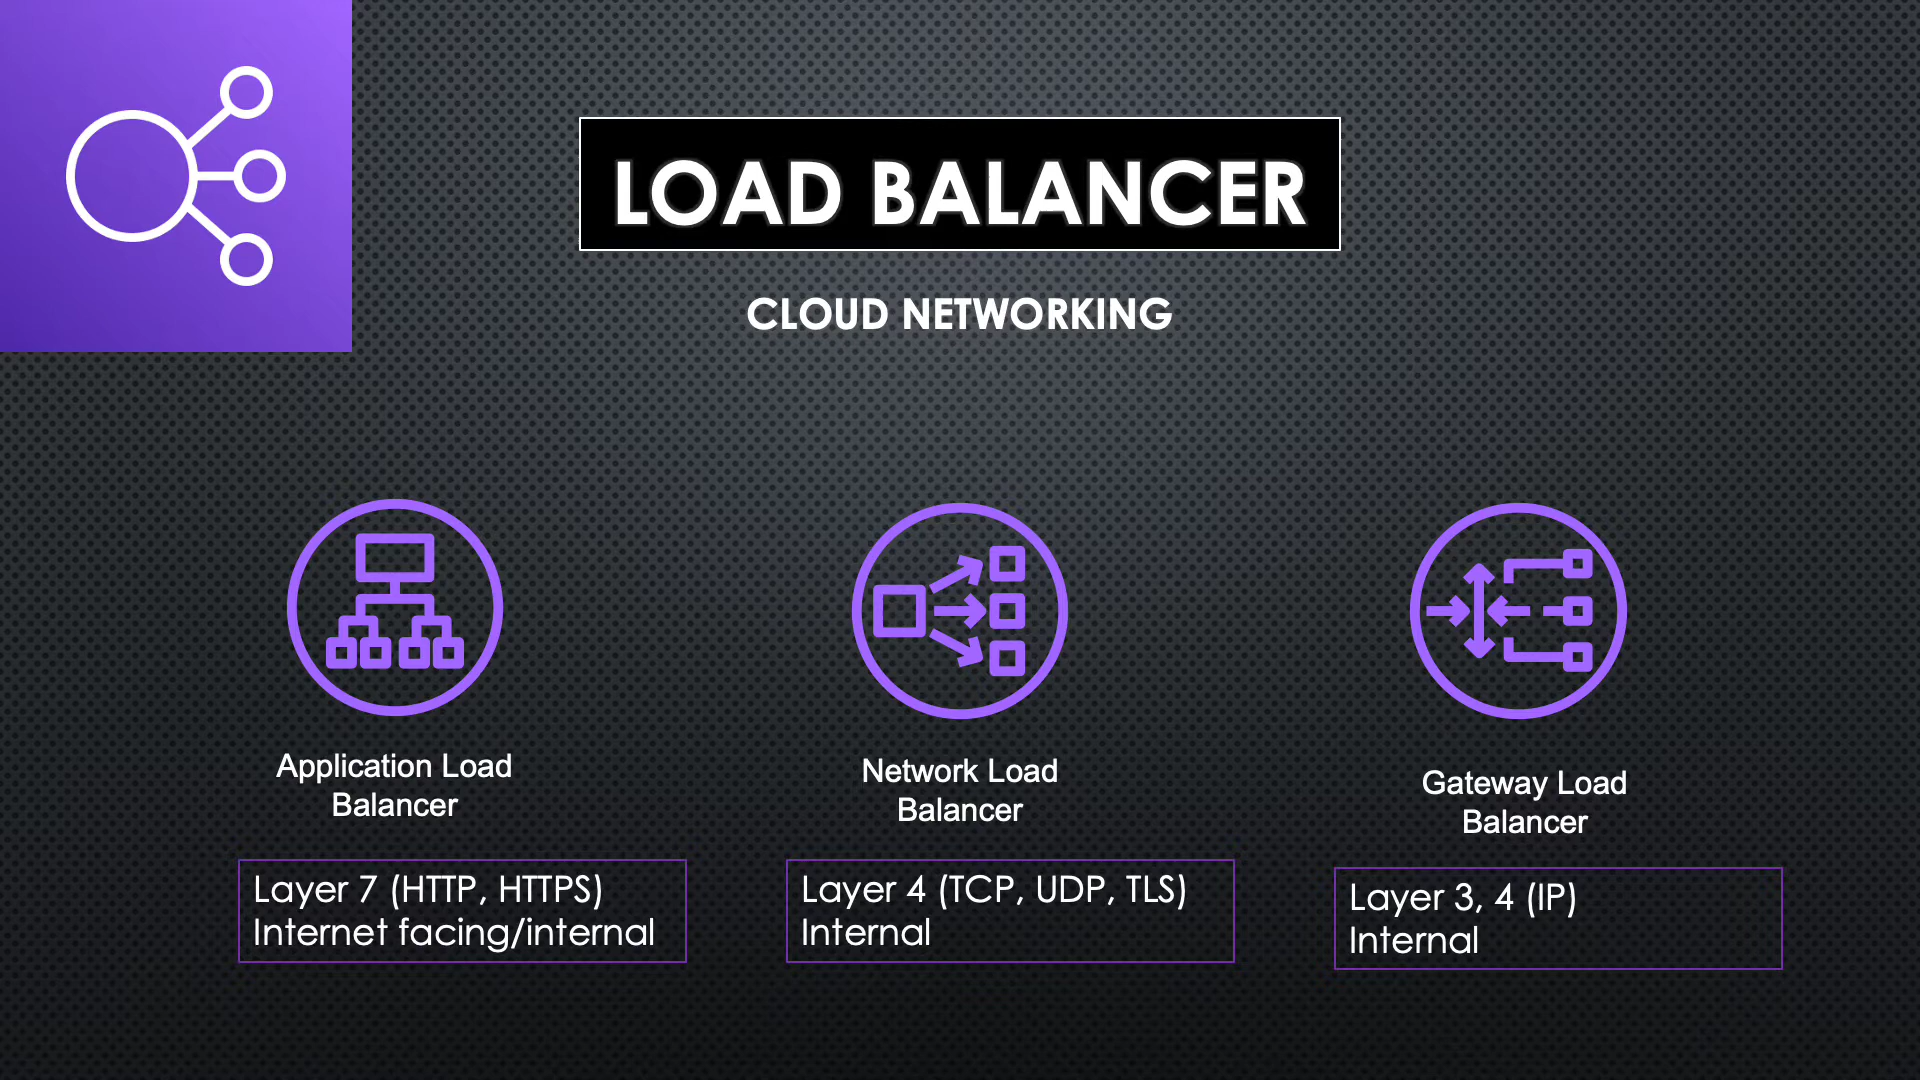 LOAD BALANCER
CLOUD NETWORKING
Application Load
Balancer
Network Load
Balancer
Gateway Load
Balancer
Layer 7 (HTTP, HTTPS)
Internet facing/internal
Layer 4 (TCP, UDP, TLS)
Internal
Layer 3, 4 (IP)
Internal